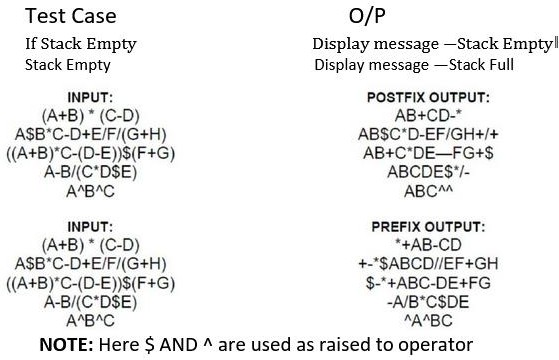 Test Case O/P
If Stack Empty Display message —Stack Empty‖
Stack Empty Display message —Stack Full
INPUT: POSTFIX OUTPUT:
(A+B) * (C-D) AB+CD-*
A$B*C-D+E/F/(G+H) AB$C*D-EF/GH+/+
((A+B)*C-(D-E))$(F+G) AB+C*DE—FG+$
A-B/(C*D$E) ABCDE$*/-
A^B^C ABC^^
INPUT: PREFIX OUTPUT:
(A+B) * (C-D) *+AB-CD
A$B*C-D+E/F/(G+H) +-*$ABCD//EF+GH
((A+B)*C-(D-E))$(F+G) $-*+ABC-DE+FG
A-B/(C*D$E) -A/B*C$DE
A^B^C ^A^BC
NOTE: Here $ AND ^ are used as raised to operator